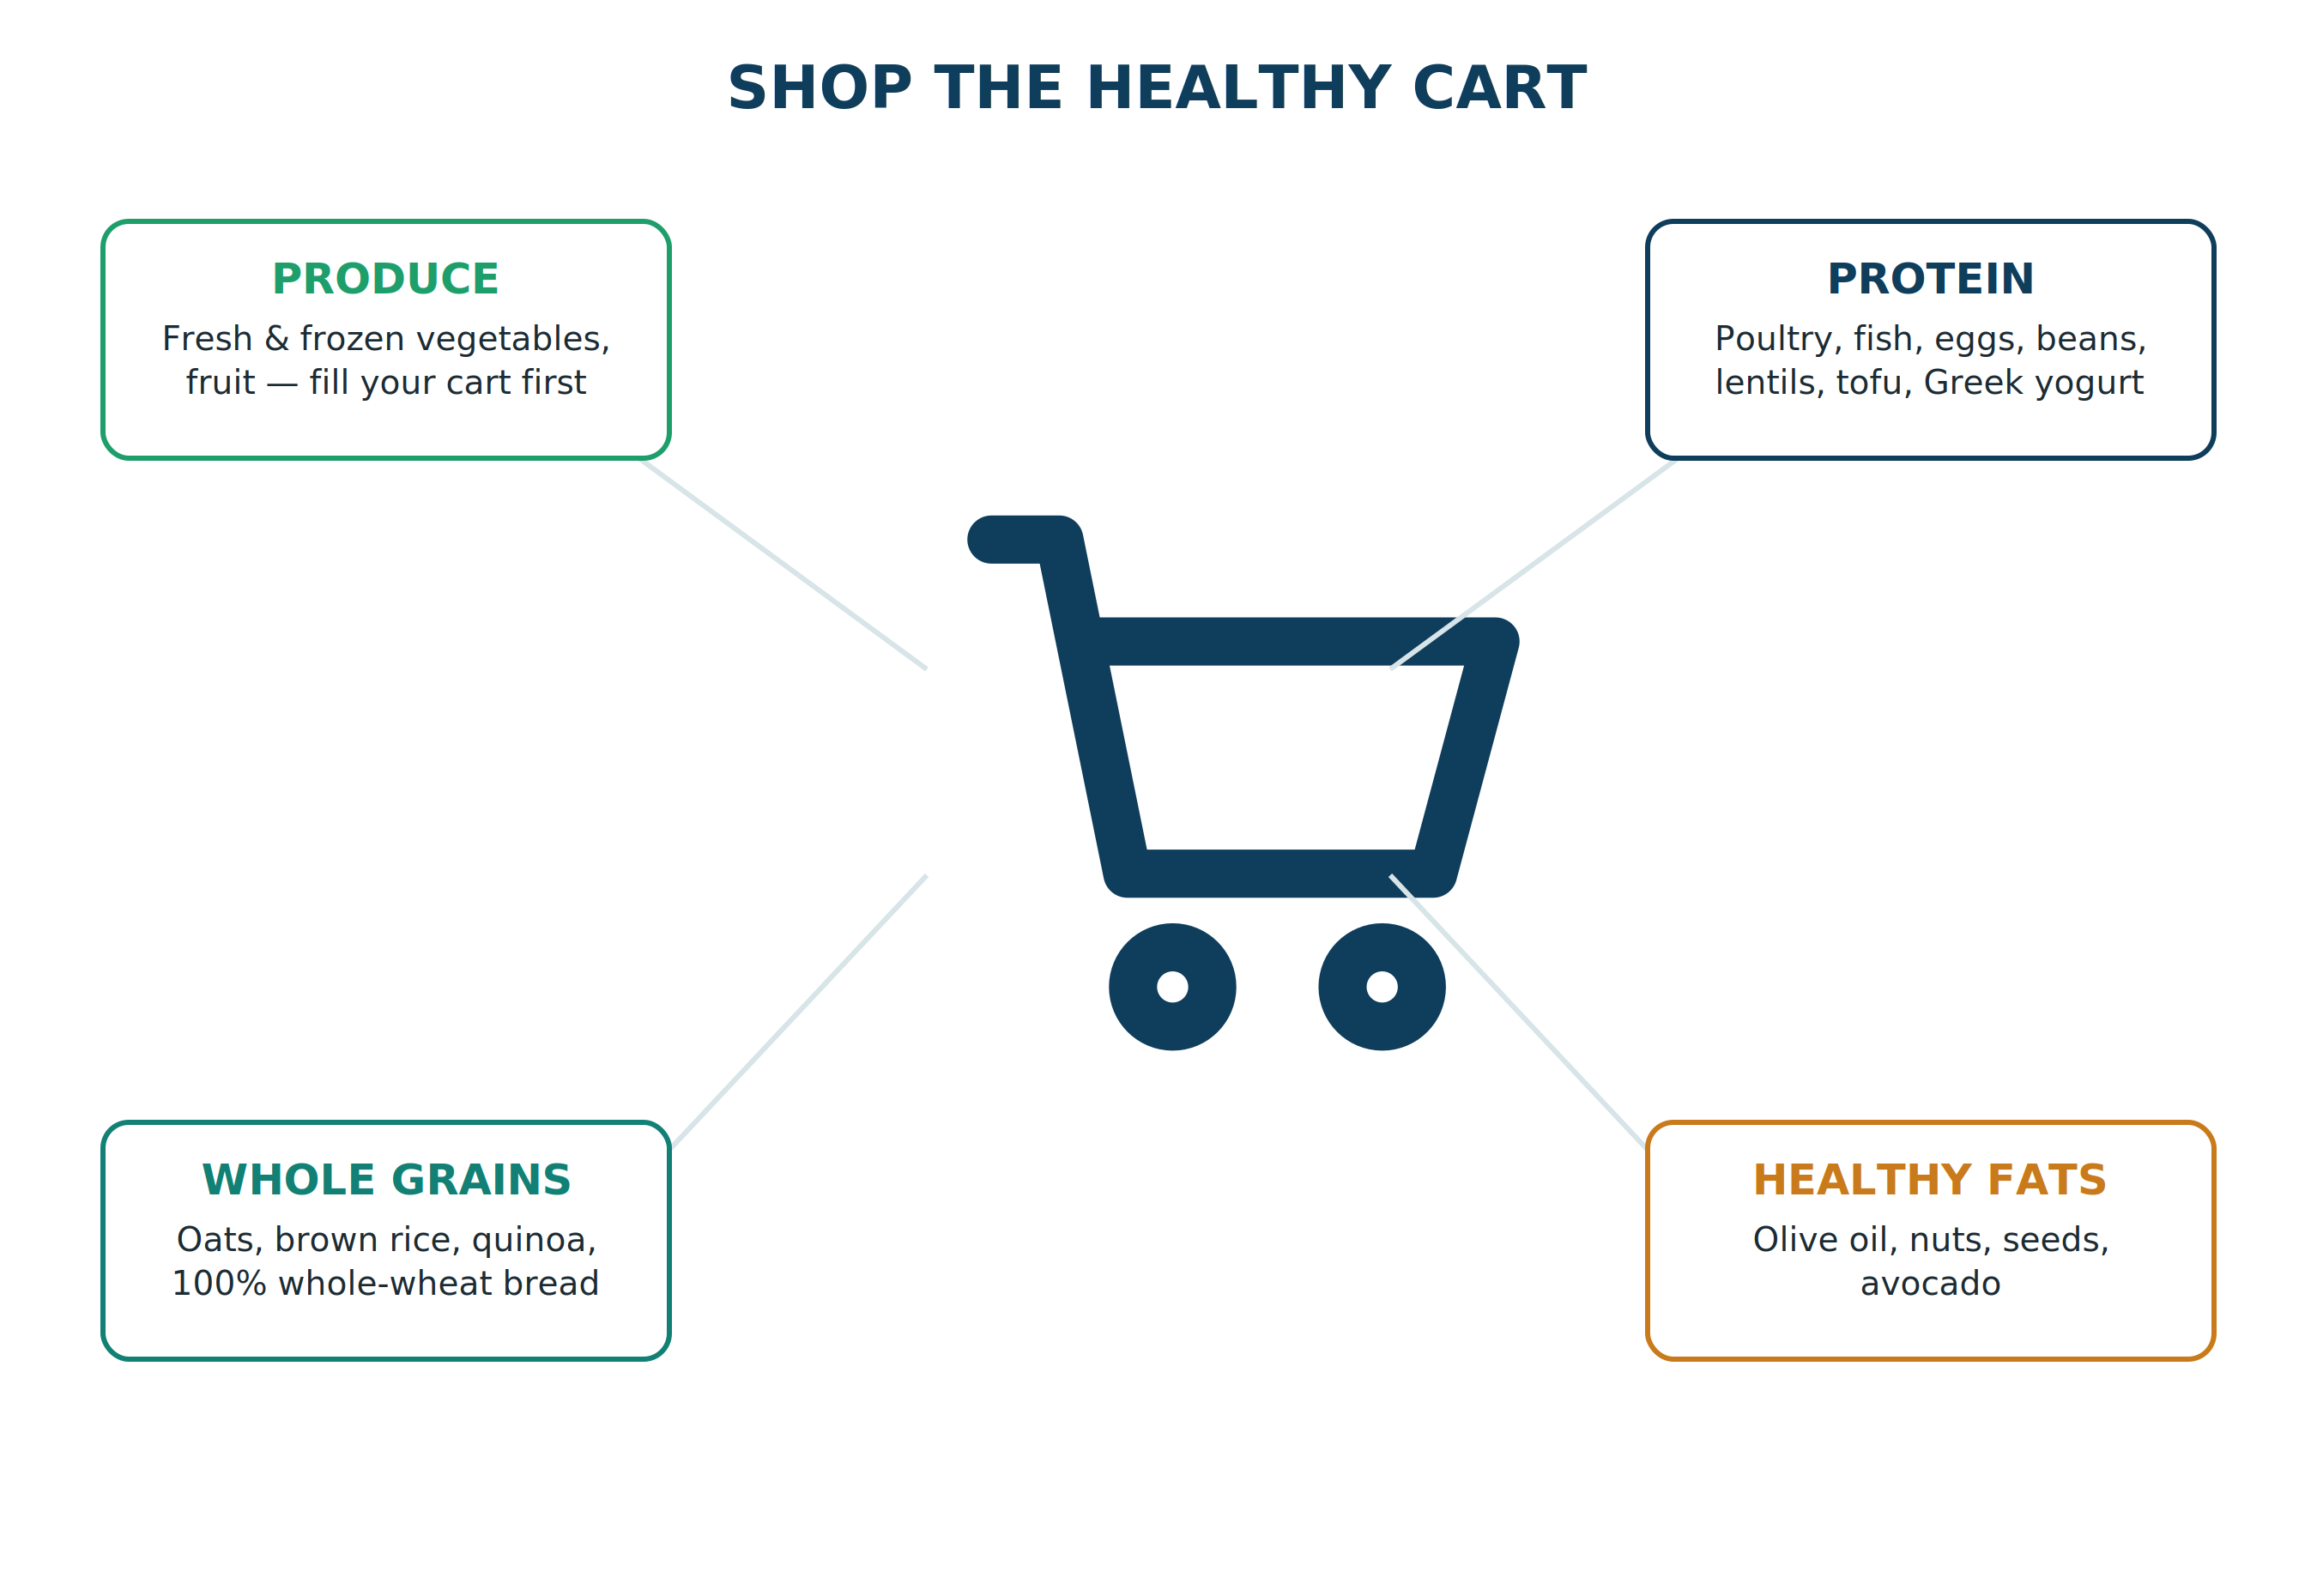 SHOP THE HEALTHY CART
PRODUCE
Fresh & frozen vegetables,
fruit — fill your cart first
PROTEIN
Poultry, fish, eggs, beans,
lentils, tofu, Greek yogurt
WHOLE GRAINS
Oats, brown rice, quinoa,
100% whole-wheat bread
HEALTHY FATS
Olive oil, nuts, seeds,
avocado